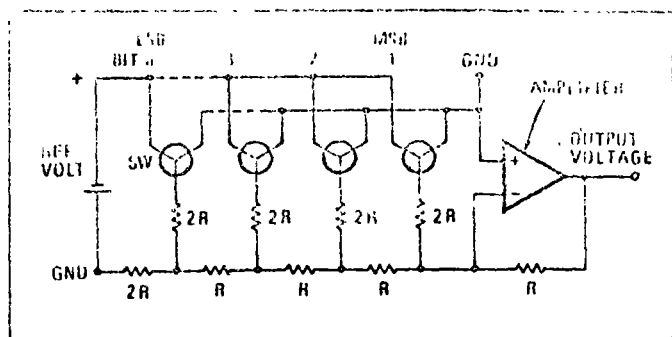 LSB MSB
BIT n 3 2 1 GND
+ AMPLIFIER
OUTPUT
VOLTAGE
REF
VOLT
SW
+
−
2R 2R 2R 2R
GND
2R R R R R